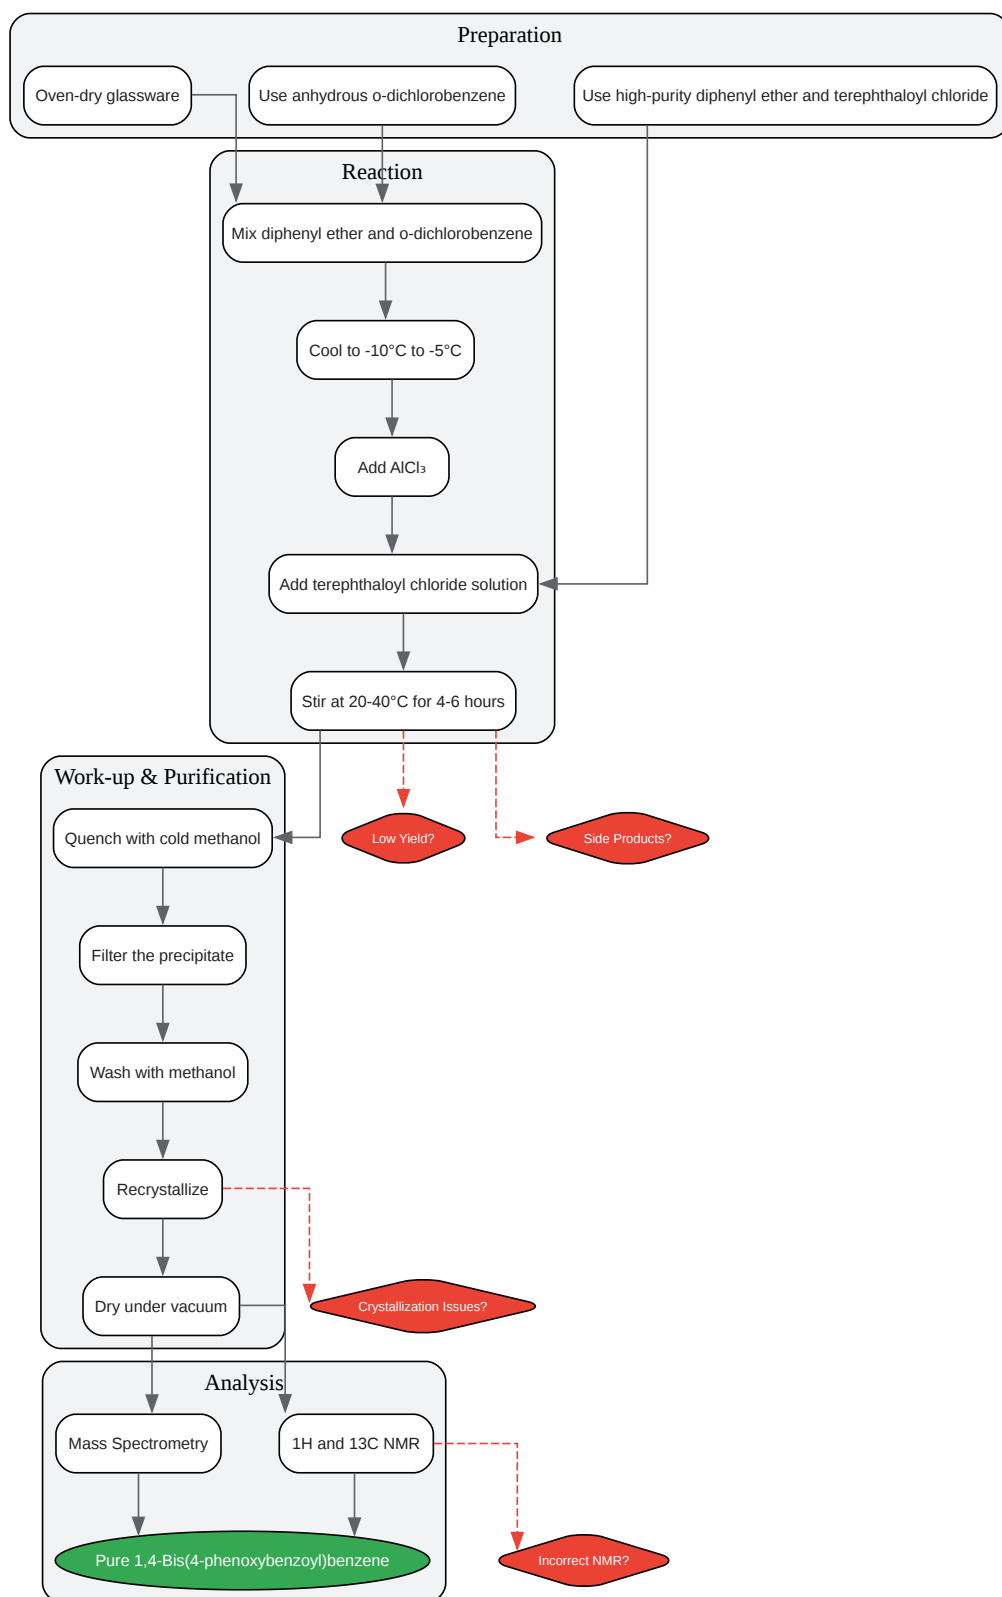 Preparation
Oven-dry glassware
Use anhydrous o-dichlorobenzene
Use high-purity diphenyl ether and terephthaloyl chloride
Reaction
Mix diphenyl ether and o-dichlorobenzene
Cool to -10°C to -5°C
Add AlCl₃
Add terephthaloyl chloride solution
Stir at 20-40°C for 4-6 hours
Work-up & Purification
Quench with cold methanol
Low Yield?
Side Products?
Filter the precipitate
Wash with methanol
Recrystallize
Dry under vacuum
Crystallization Issues?
Analysis
Mass Spectrometry
1H and 13C NMR
Pure 1,4-Bis(4-phenoxybenzoyl)benzene
Incorrect NMR?